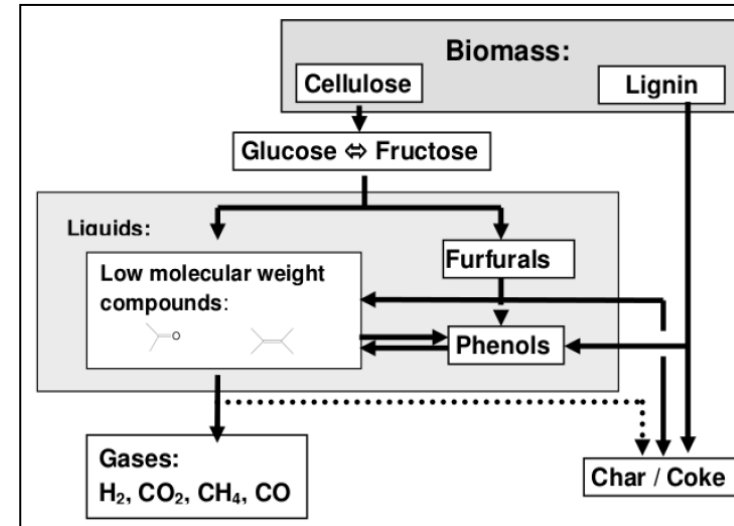 Biomass:
Cellulose
Lignin
Glucose ⇔ Fructose
Liquids:
Low molecular weight
compounds:
O
Furfurals
Phenols
Gases:
H₂, CO₂, CH₄, CO
Char / Coke